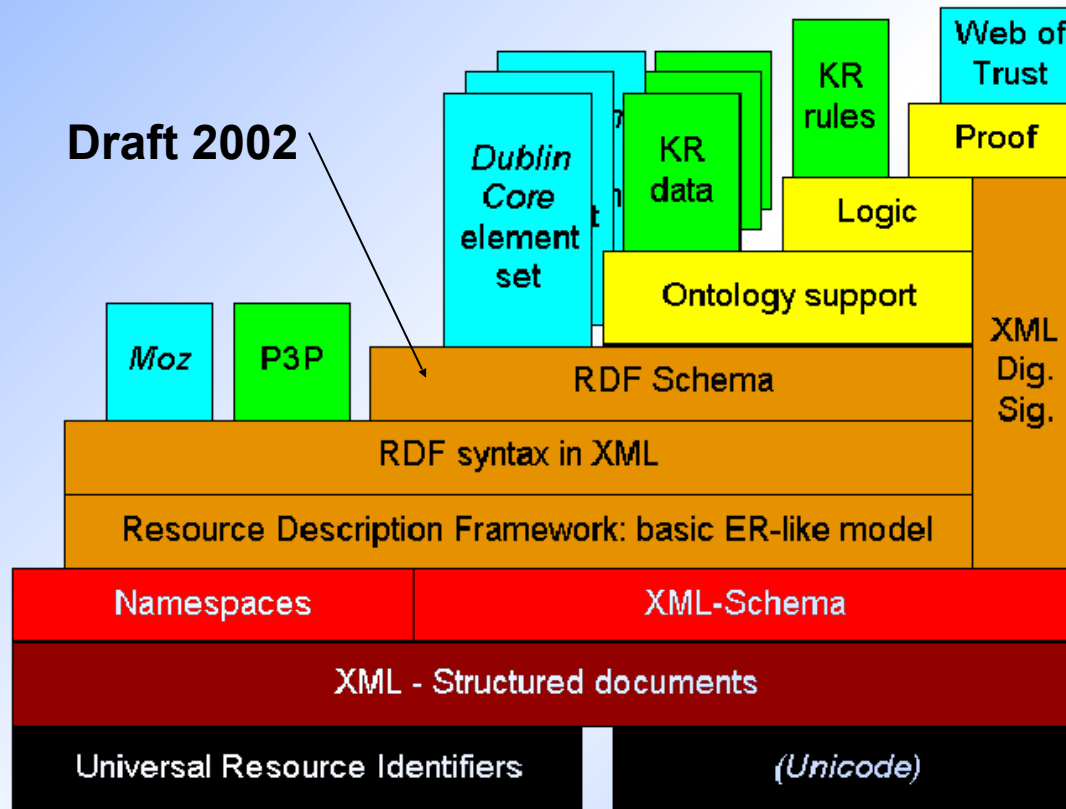 Web of
Trust
KR
rules
Proof
Draft 2002
Dublin
Core
element
set
KR
data
Logic
Ontology support
XML
Dig.
Sig.
Moz
P3P
RDF Schema
RDF syntax in XML
Resource Description Framework: basic ER-like model
Namespaces
XML-Schema
XML - Structured documents
Universal Resource Identifiers
(Unicode)